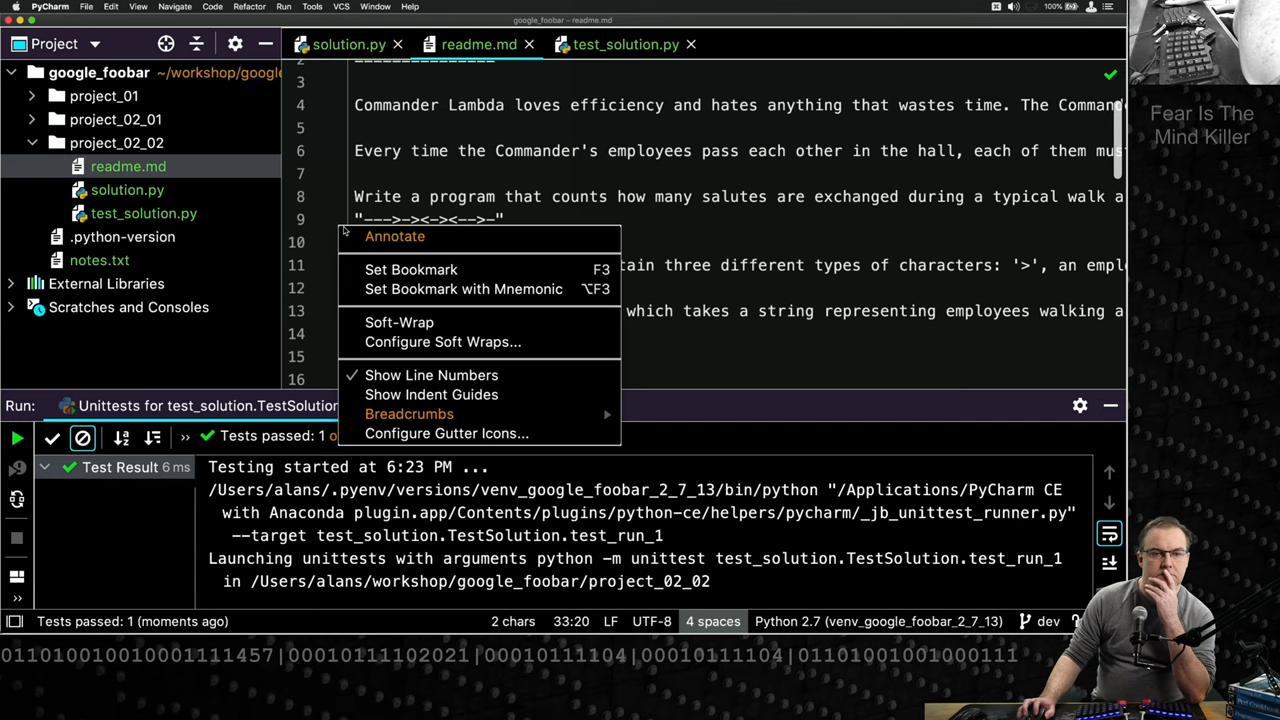 PyCharm File Edit View Navigate Code Refactor Run Tools VCS Window Help 100%
google_foobar – readme.md
Project solution.py readme.md test_solution.py
google_foobar ~/workshop/google
project_01
project_02_01
project_02_02
readme.md
solution.py
test_solution.py
.python-version
notes.txt
External Libraries
Scratches and Consoles
2
3
4 Commander Lambda loves efficiency and hates anything that wastes time. The Comman
5
6 Every time the Commander's employees pass each other in the hall, each of them mus
7
8 Write a program that counts how many salutes are exchanged during a typical walk a
9 "--->-><-><-->-"
10
11 tain three different types of characters: '>', an empl
12
13 which takes a string representing employees walking a
14
15
16
Annotate
Set Bookmark F3
Set Bookmark with Mnemonic ⌥F3
Soft-Wrap
Configure Soft Wraps...
✓ Show Line Numbers
Show Indent Guides
Breadcrumbs
Configure Gutter Icons...
Fear Is The
Mind Killer
Run: Unittests for test_solution.TestSolution
Tests passed: 1 o
Test Result 6 ms
Testing started at 6:23 PM ...
/Users/alans/.pyenv/versions/venv_google_foobar_2_7_13/bin/python "/Applications/PyCharm CE
with Anaconda plugin.app/Contents/plugins/python-ce/helpers/pycharm/_jb_unittest_runner.py"
--target test_solution.TestSolution.test_run_1
Launching unittests with arguments python -m unittest test_solution.TestSolution.test_run_1
in /Users/alans/workshop/google_foobar/project_02_02
Tests passed: 1 (moments ago) 2 chars 33:20 LF UTF-8 4 spaces Python 2.7 (venv_google_foobar_2_7_13) dev
01101001010001111457|00010111102021|00010111104|00010111104|01101001010001​11